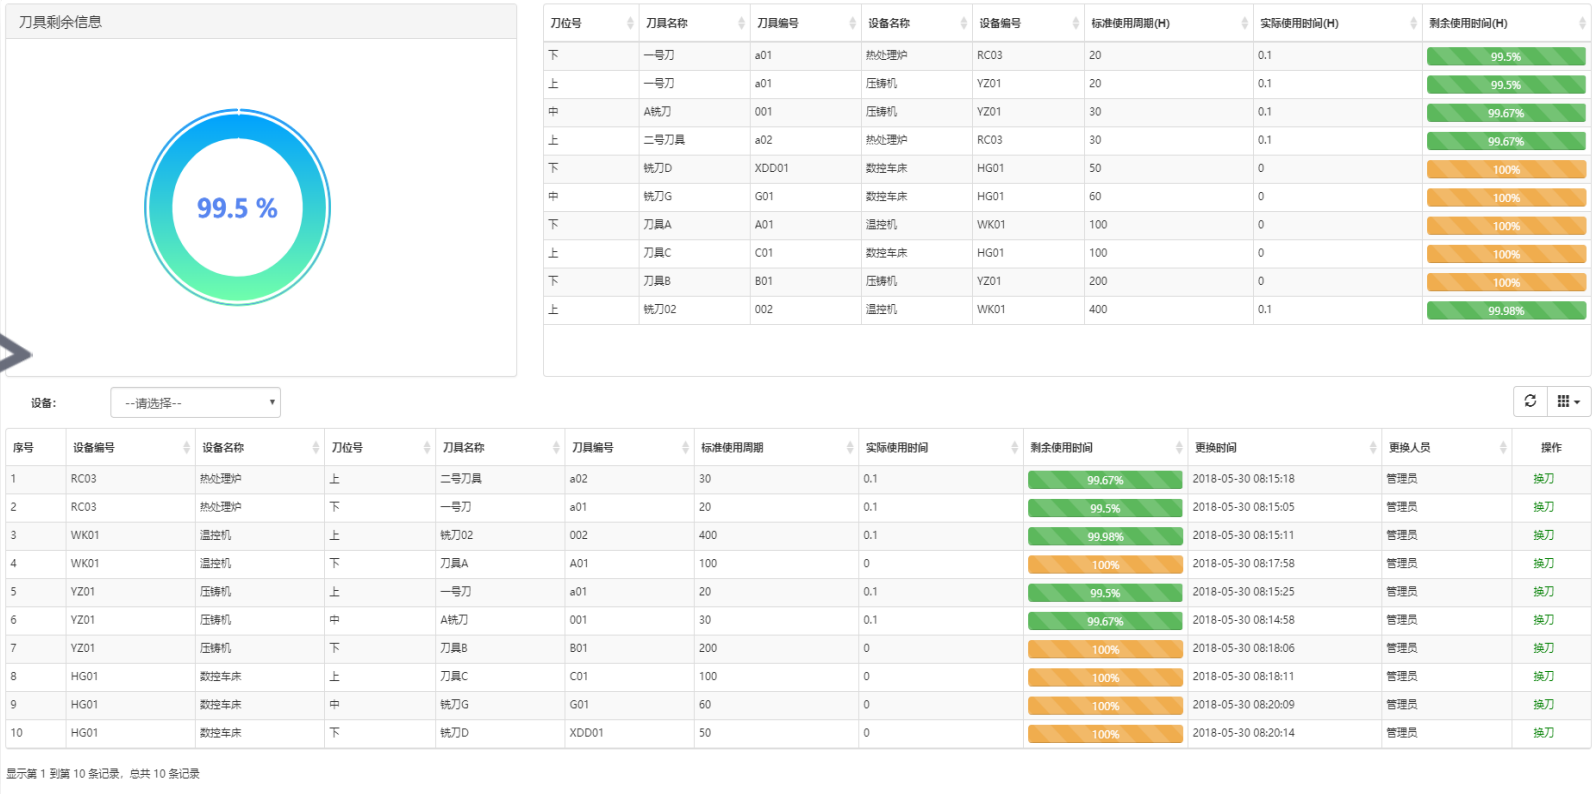 刀具剩余信息
99.5 %
刀位号 刀具名称 刀具编号 设备名称 设备编号 标准使用周期(H) 实际使用时间(H) 剩余使用时间(H)
下 一号刀 a01 热处理炉 RC03 20 0.1 99.5%
上 一号刀 a01 压铸机 YZ01 20 0.1 99.5%
中 A铣刀 001 压铸机 YZ01 30 0.1 99.67%
上 二号刀具 a02 热处理炉 RC03 30 0.1 99.67%
下 铣刀D XDD01 数控车床 HG01 50 0 100%
中 铣刀G G01 数控车床 HG01 60 0 100%
下 刀具A A01 温控机 WK01 100 0 100%
上 刀具C C01 数控车床 HG01 100 0 100%
下 刀具B B01 压铸机 YZ01 200 0 100%
上 铣刀02 002 温控机 WK01 400 0.1 99.98%
设备: --请选择--
序号 设备编号 设备名称 刀位号 刀具名称 刀具编号 标准使用周期 实际使用时间 剩余使用时间 更换时间 更换人员 操作
1 RC03 热处理炉 上 二号刀具 a02 30 0.1 99.67% 2018-05-30 08:15:18 管理员 换刀
2 RC03 热处理炉 下 一号刀 a01 20 0.1 99.5% 2018-05-30 08:15:05 管理员 换刀
3 WK01 温控机 上 铣刀02 002 400 0.1 99.98% 2018-05-30 08:15:11 管理员 换刀
4 WK01 温控机 下 刀具A A01 100 0 100% 2018-05-30 08:17:58 管理员 换刀
5 YZ01 压铸机 上 一号刀 a01 20 0.1 99.5% 2018-05-30 08:15:25 管理员 换刀
6 YZ01 压铸机 中 A铣刀 001 30 0.1 99.67% 2018-05-30 08:14:58 管理员 换刀
7 YZ01 压铸机 下 刀具B B01 200 0 100% 2018-05-30 08:18:06 管理员 换刀
8 HG01 数控车床 上 刀具C C01 100 0 100% 2018-05-30 08:18:11 管理员 换刀
9 HG01 数控车床 中 铣刀G G01 60 0 100% 2018-05-30 08:20:09 管理员 换刀
10 HG01 数控车床 下 铣刀D XDD01 50 0 100% 2018-05-30 08:20:14 管理员 换刀
显示第 1 到第 10 条记录，总共 10 条记录